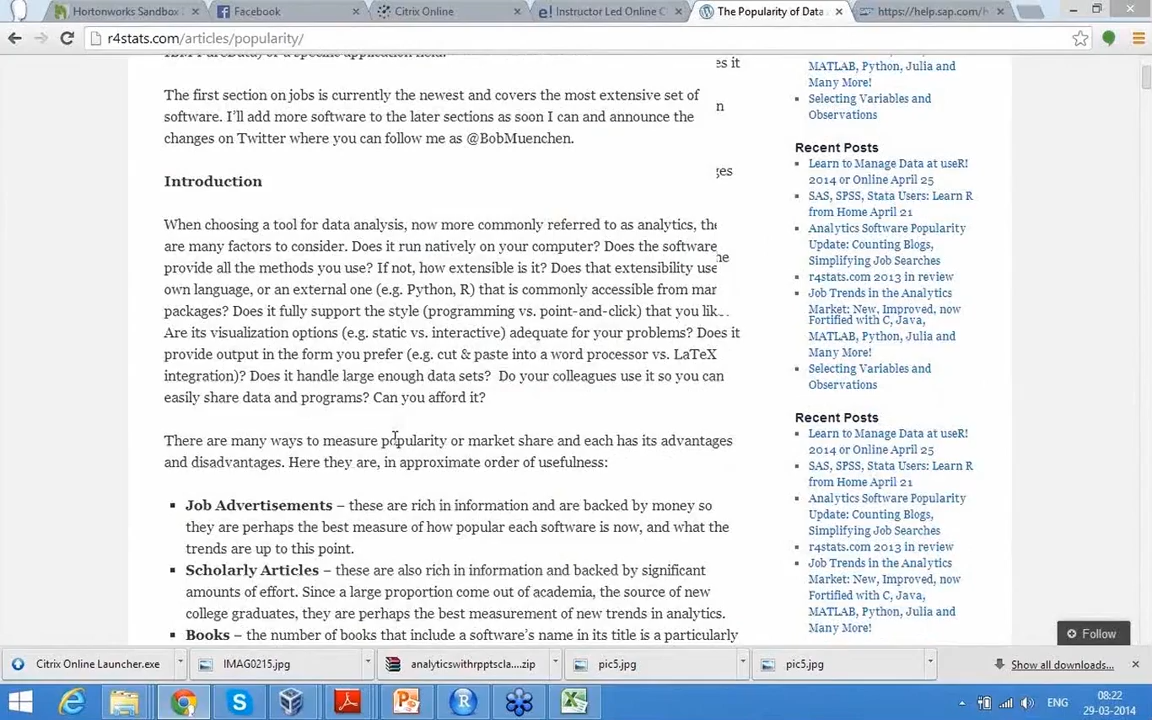 Hortonworks Sandbox
Facebook
Citrix Online
Instructor Led Online C
The Popularity of Data
https://help.sap.com/h
r4stats.com/articles/popularity/
The first section on jobs is currently the newest and covers the most extensive set of
software. I'll add more software to the later sections as soon I can and announce the
changes on Twitter where you can follow me as @BobMuenchen.
Introduction
When choosing a tool for data analysis, now more commonly referred to as analytics, the
are many factors to consider. Does it run natively on your computer? Does the software
provide all the methods you use? If not, how extensible is it? Does that extensibility use
own language, or an external one (e.g. Python, R) that is commonly accessible from mar
packages? Does it fully support the style (programming vs. point-and-click) that you lik
Are its visualization options (e.g. static vs. interactive) adequate for your problems? Does it
provide output in the form you prefer (e.g. cut & paste into a word processor vs. LaTeX
integration)? Does it handle large enough data sets? Do your colleagues use it so you can
easily share data and programs? Can you afford it?
There are many ways to measure popularity or market share and each has its advantages
and disadvantages. Here they are, in approximate order of usefulness:
Job Advertisements – these are rich in information and are backed by money so
they are perhaps the best measure of how popular each software is now, and what the
trends are up to this point.
Scholarly Articles – these are also rich in information and backed by significant
amounts of effort. Since a large proportion come out of academia, the source of new
college graduates, they are perhaps the best measurement of new trends in analytics.
Books – the number of books that include a software's name in its title is a particularly
es it
n
ges
ne
MATLAB, Python, Julia and
Many More!
Selecting Variables and
Observations
Recent Posts
Learn to Manage Data at useR!
2014 or Online April 25
SAS, SPSS, Stata Users: Learn R
from Home April 21
Analytics Software Popularity
Update: Counting Blogs,
Simplifying Job Searches
r4stats.com 2013 in review
Job Trends in the Analytics
Market: New, Improved, now
Fortified with C, Java,
MATLAB, Python, Julia and
Many More!
Selecting Variables and
Observations
Recent Posts
Learn to Manage Data at useR!
2014 or Online April 25
SAS, SPSS, Stata Users: Learn R
from Home April 21
Analytics Software Popularity
Update: Counting Blogs,
Simplifying Job Searches
r4stats.com 2013 in review
Job Trends in the Analytics
Market: New, Improved, now
Fortified with C, Java,
MATLAB, Python, Julia and
Many More!
Follow
Citrix Online Launcher.exe
IMAG0215.jpg
analyticswithrpptscla....zip
pic5.jpg
pic5.jpg
Show all downloads...
ENG
08:22
29-03-2014